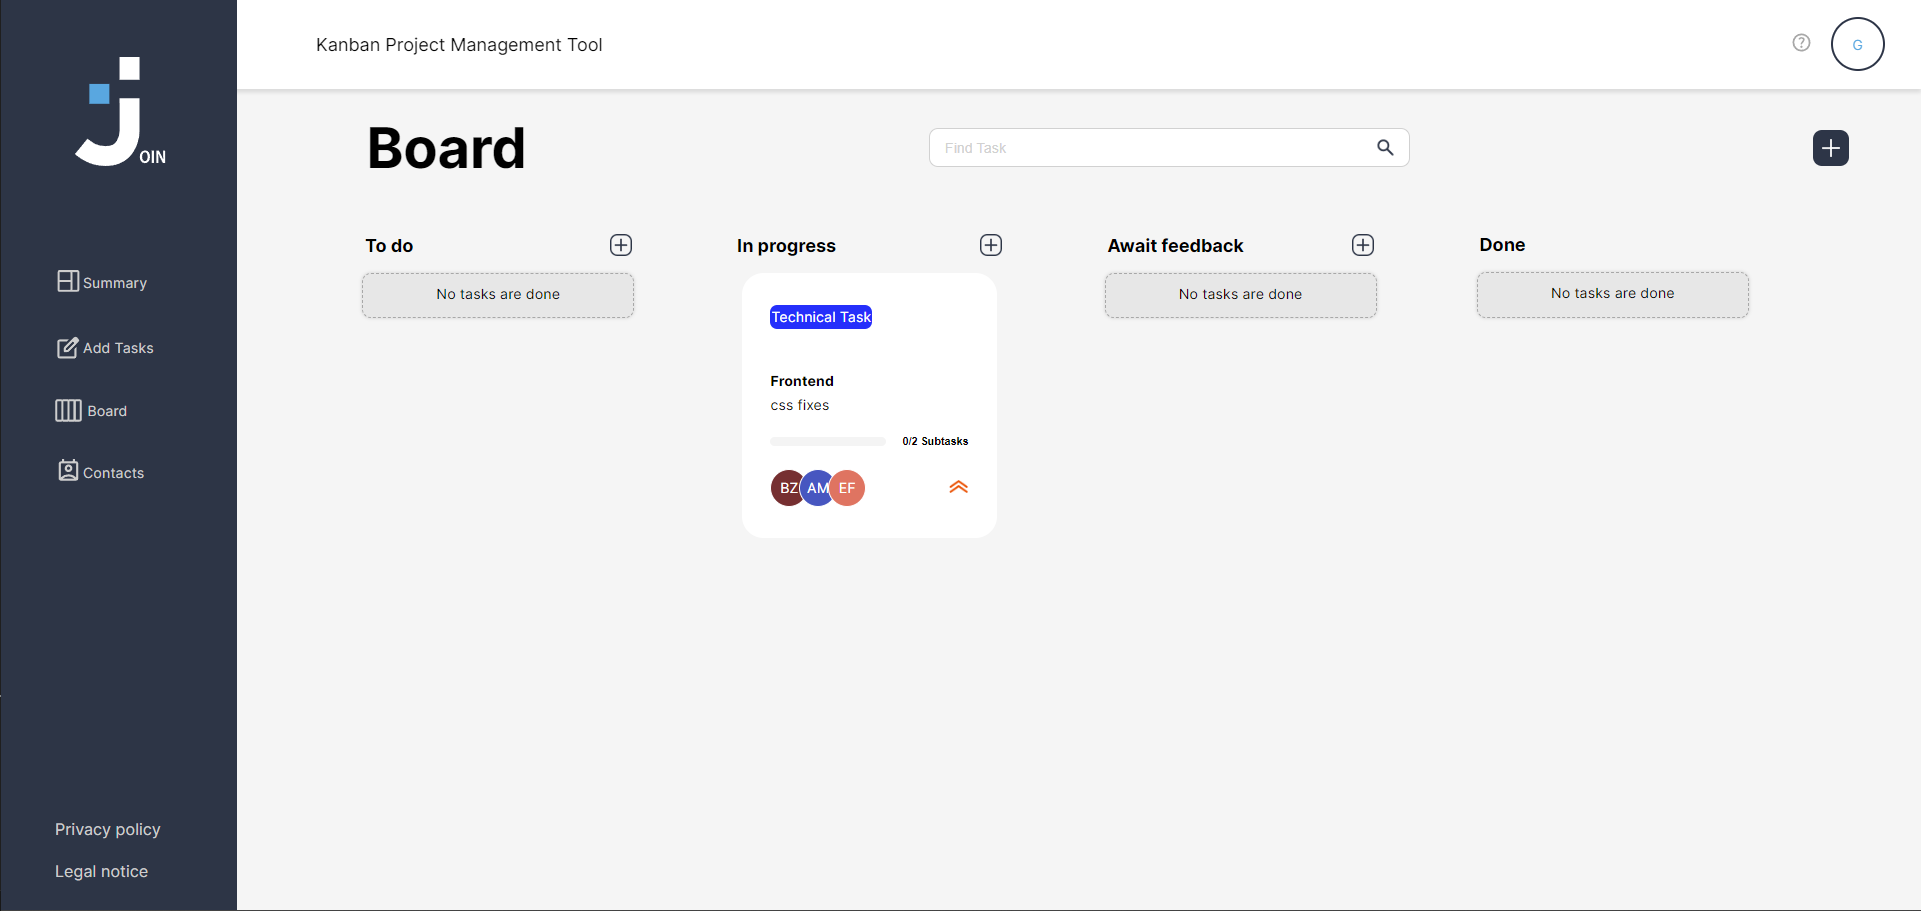 Kanban Project Management Tool
G
OIN
Board
Find Task
To do
In progress
Await feedback
Done
No tasks are done
No tasks are done
No tasks are done
Technical Task
Frontend
css fixes
0/2 Subtasks
BZ AM EF
Summary
Add Tasks
Board
Contacts
Privacy policy
Legal notice